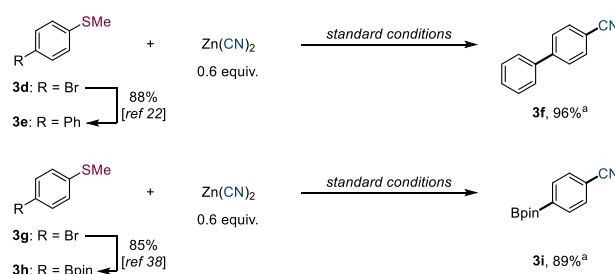 SMe
R
+
Zn(CN)2
0.6 equiv.
standard conditions
CN
3d: R = Br
88%
[ref 22]
3e: R = Ph
3f, 96%a
SMe
R
+
Zn(CN)2
0.6 equiv.
standard conditions
CN
Bpin
3g: R = Br
85%
[ref 38]
3h: R = Bpin
3i, 89%a